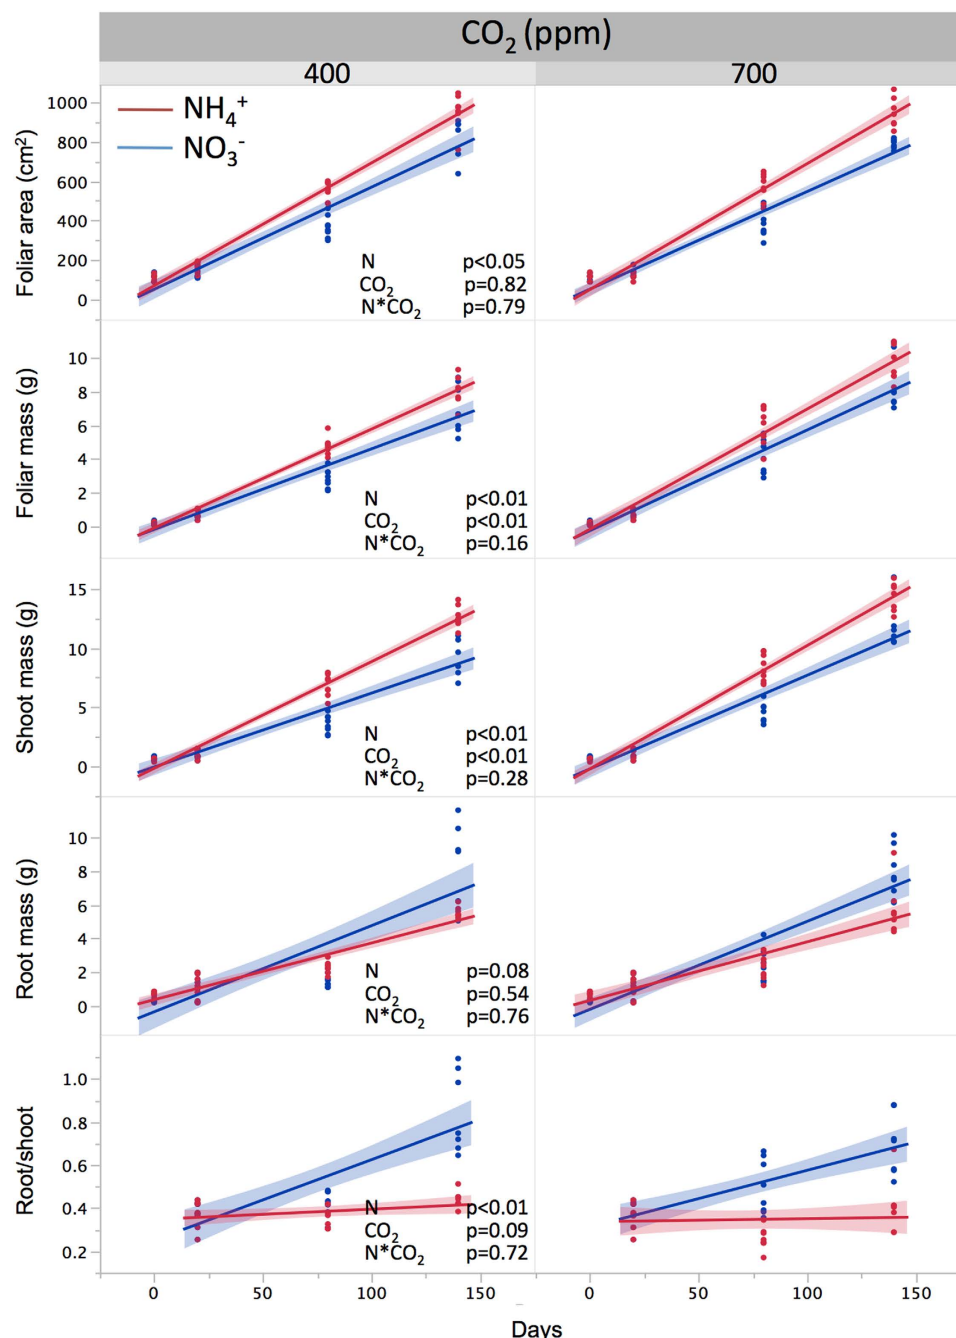 CO₂ (ppm)
400 700
NH₄⁺
NO₃⁻
Foliar area (cm²)
1000
800
600
400
200
0
N p<0.05
CO₂ p=0.82
N*CO₂ p=0.79
Foliar mass (g)
10
8
6
4
2
0
N p<0.01
CO₂ p<0.01
N*CO₂ p=0.16
Shoot mass (g)
15
10
5
0
N p<0.01
CO₂ p<0.01
N*CO₂ p=0.28
Root mass (g)
10
8
6
4
2
0
N p=0.08
CO₂ p=0.54
N*CO₂ p=0.76
Root/shoot
1.0
0.8
0.6
0.4
0.2
N p<0.01
CO₂ p=0.09
N*CO₂ p=0.72
0 50 100 150 0 50 100 150
Days